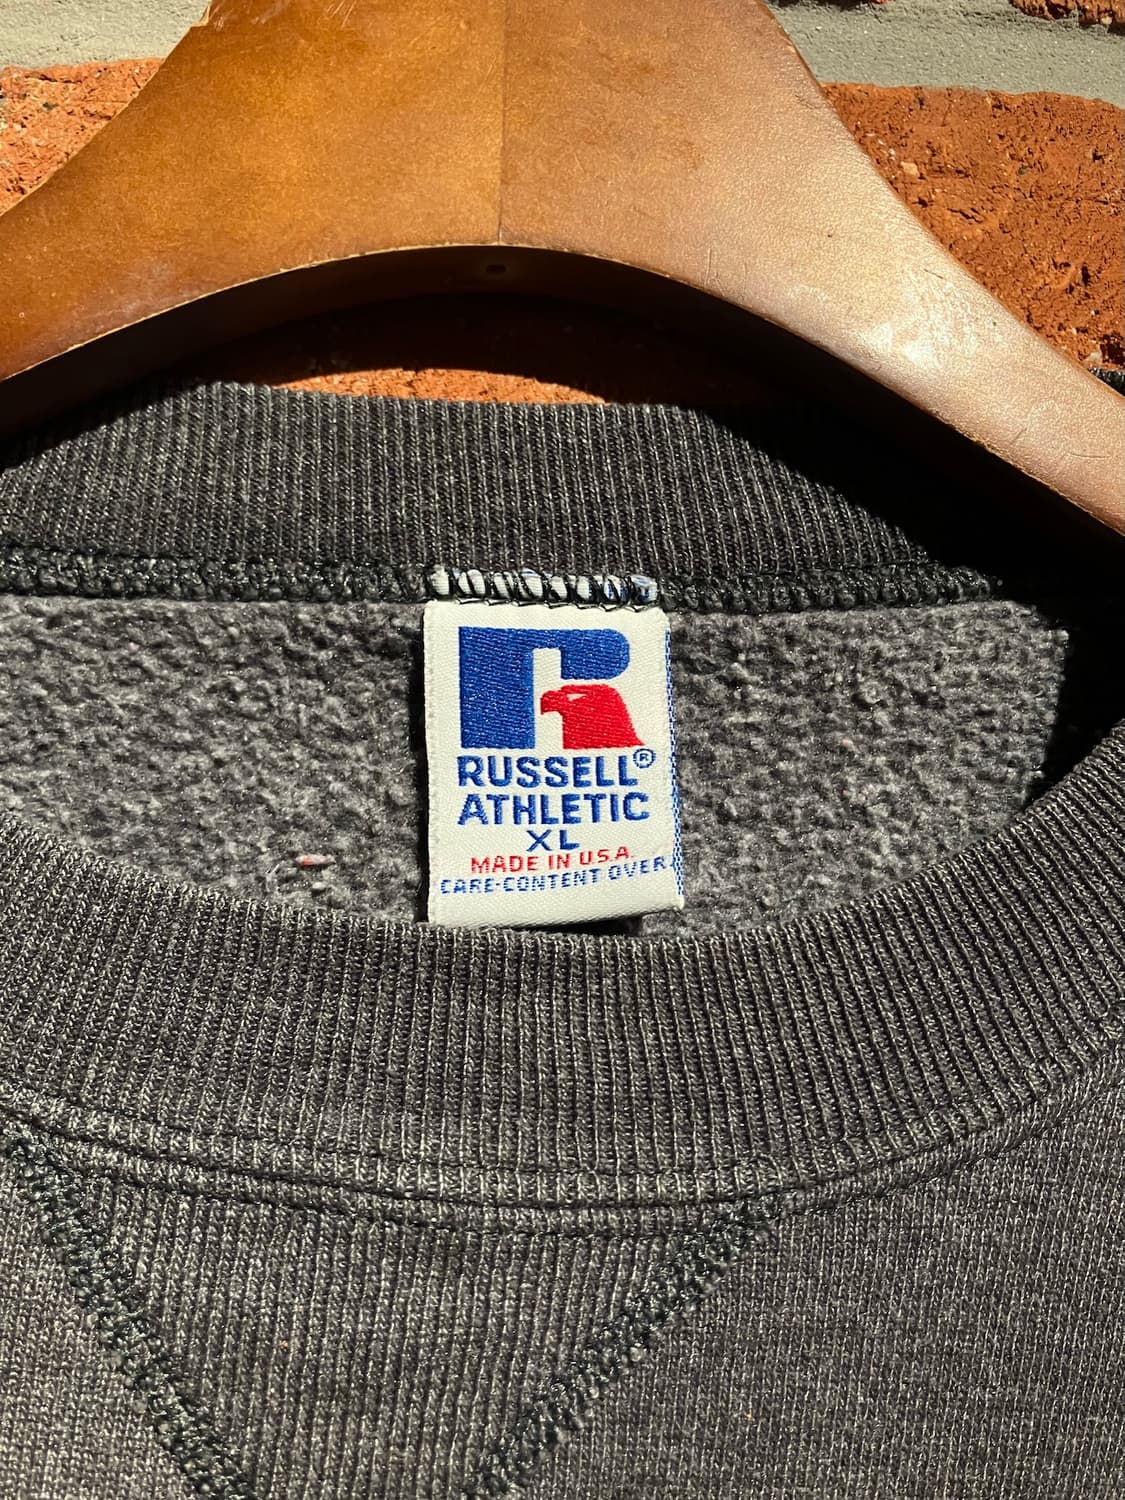 RUSSELL®
ATHLETIC
XL
MADE IN U.S.A.
CARE-CONTENT OVER